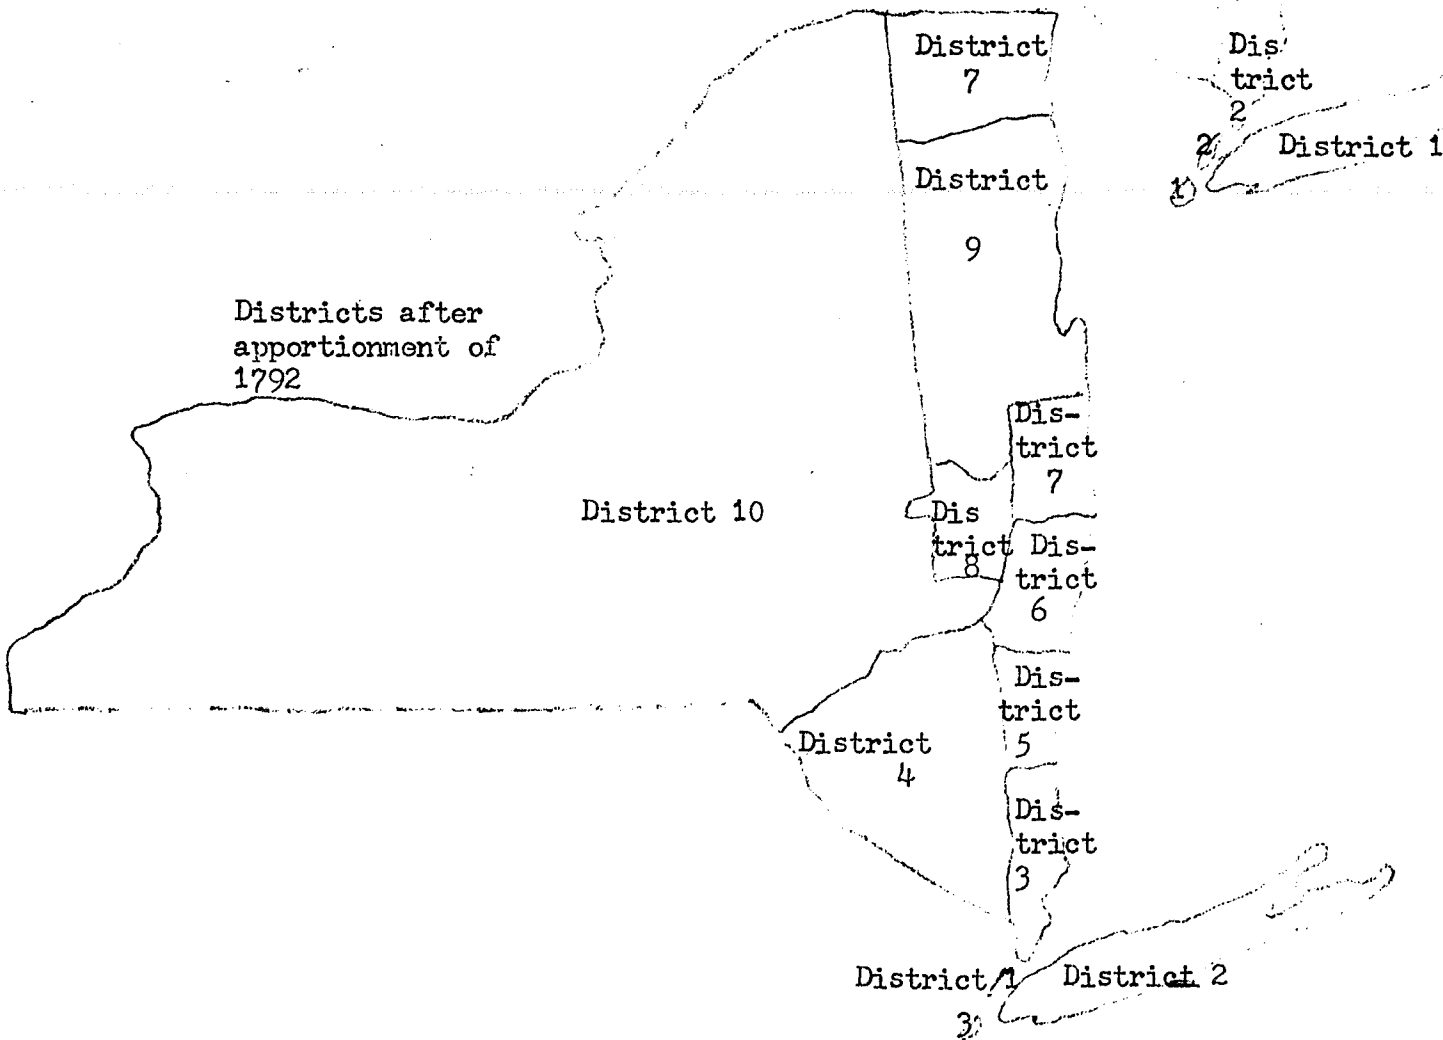 District
7
Dis
trict
2
2
District 1
1
District
9
Districts after
apportionment of
1792
Dis-
trict
7
District 10
Dis
trict
8
Dis-
trict
6
Dis-
trict
5
District
4
Dis-
trict
3
District 1
District 2
3